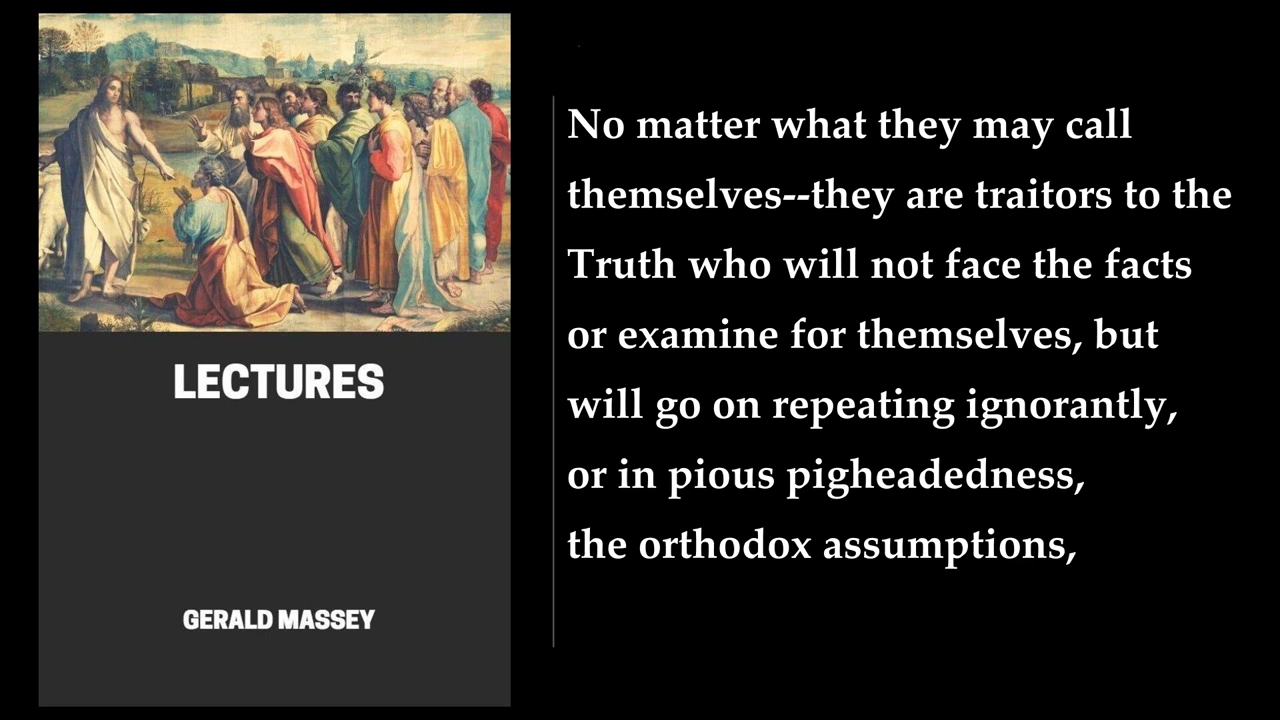 LECTURES
GERALD MASSEY
No matter what they may call
themselves--they are traitors to the
Truth who will not face the facts
or examine for themselves, but
will go on repeating ignorantly,
or in pious pigheadedness,
the orthodox assumptions,